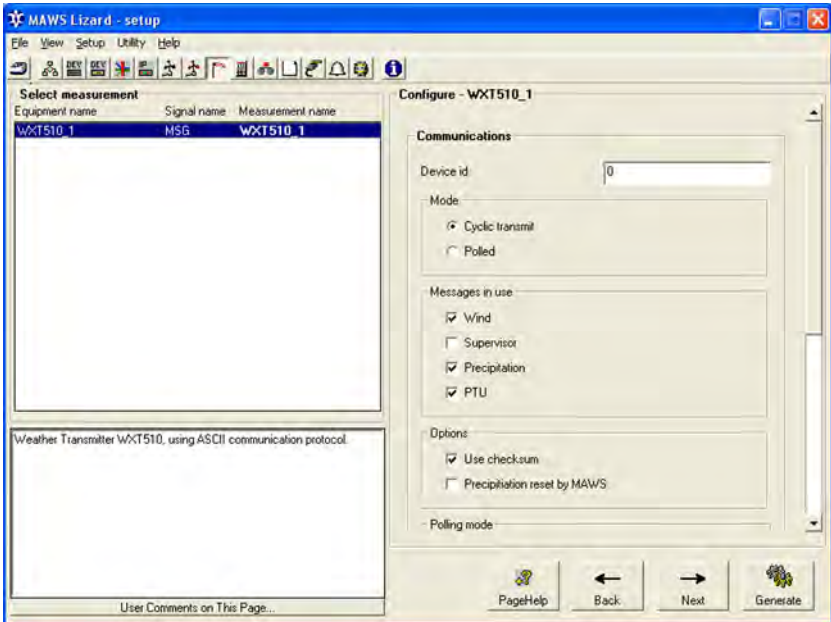 MAWS Lizard - setup
File View Setup Utility Help
Select measurement
Equipment name Signal name Measurement name
WXT510_1 MSG WXT510_1
Weather Transmitter WXT510, using ASCII communication protocol.
User Comments on This Page...
Configure - WXT510_1
Communications
Device id 0
Mode
Cyclic transmit
Polled
Messages in use
Wind
Supervisor
Precipitation
PTU
Options
Use checksum
Precipitiation reset by MAWS
Polling mode
PageHelp Back Next Generate